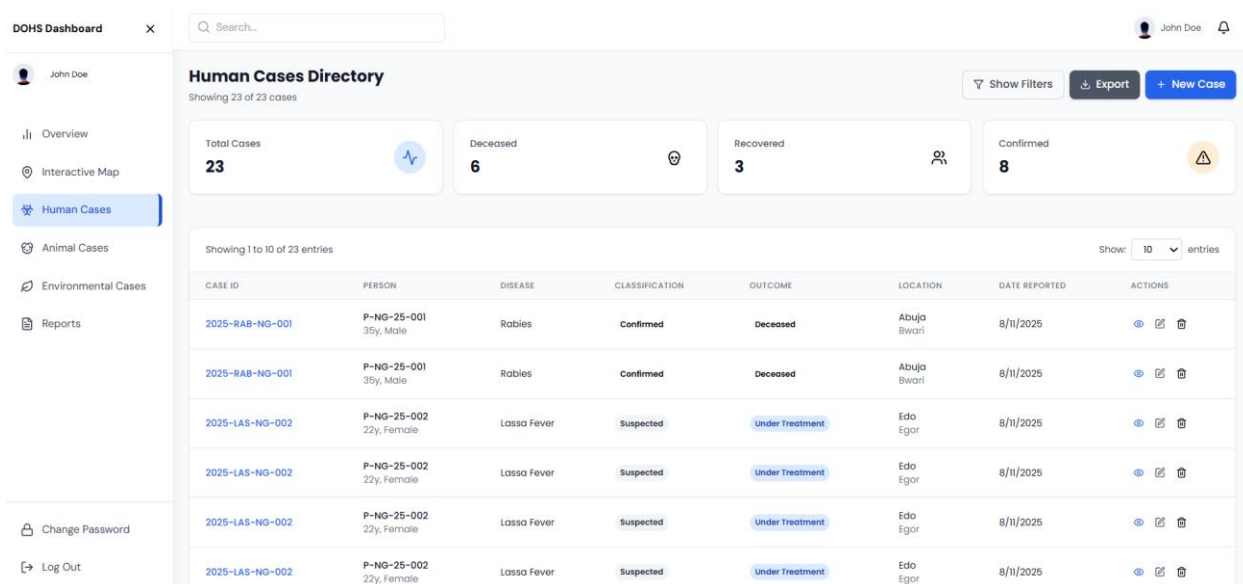 DOHS Dashboard
John Doe
Overview
Interactive Map
Human Cases
Animal Cases
Environmental Cases
Reports
Change Password
Log Out
Search...
John Doe
Human Cases Directory
Showing 23 of 23 cases
Show Filters
Export
+ New Case
Total Cases
23
Deceased
6
Recovered
3
Confirmed
8
Showing 1 to 10 of 23 entries
Show: 10 entries
CASE ID PERSON DISEASE CLASSIFICATION OUTCOME LOCATION DATE REPORTED ACTIONS
2025-RAB-NG-001 P-NG-25-001 Rabies Confirmed Deceased Abuja 8/11/2025
35y, Male Bwari
2025-RAB-NG-001 P-NG-25-001 Rabies Confirmed Deceased Abuja 8/11/2025
35y, Male Bwari
2025-LAS-NG-002 P-NG-25-002 Lassa Fever Suspected Under Treatment Edo 8/11/2025
22y, Female Egor
2025-LAS-NG-002 P-NG-25-002 Lassa Fever Suspected Under Treatment Edo 8/11/2025
22y, Female Egor
2025-LAS-NG-002 P-NG-25-002 Lassa Fever Suspected Under Treatment Edo 8/11/2025
22y, Female Egor
2025-LAS-NG-002 P-NG-25-002 Lassa Fever Suspected Under Treatment Edo 8/11/2025
22y, Female Egor